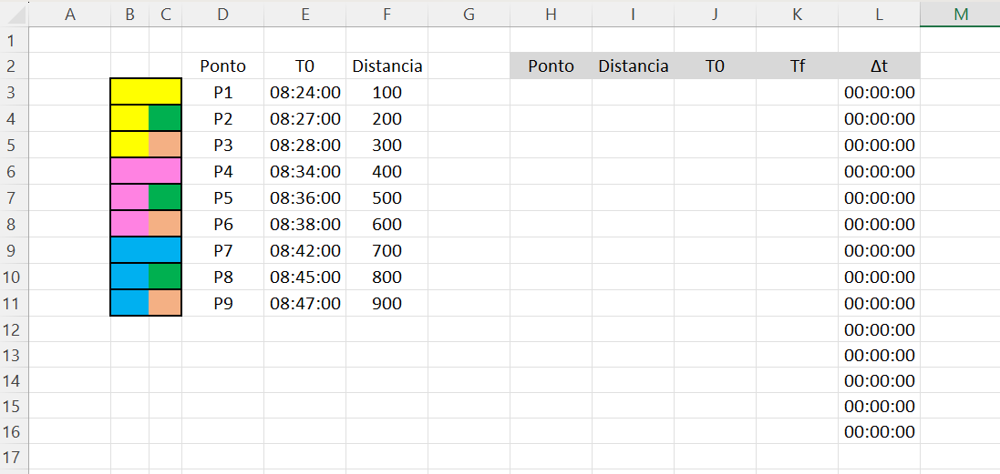 A B C D E F G H I J K L M
1
2 Ponto T0 Distancia Ponto Distancia T0 Tf Δt
3 P1 08:24:00 100 00:00:00
4 P2 08:27:00 200 00:00:00
5 P3 08:28:00 300 00:00:00
6 P4 08:34:00 400 00:00:00
7 P5 08:36:00 500 00:00:00
8 P6 08:38:00 600 00:00:00
9 P7 08:42:00 700 00:00:00
10 P8 08:45:00 800 00:00:00
11 P9 08:47:00 900 00:00:00
12 00:00:00
13 00:00:00
14 00:00:00
15 00:00:00
16 00:00:00
17